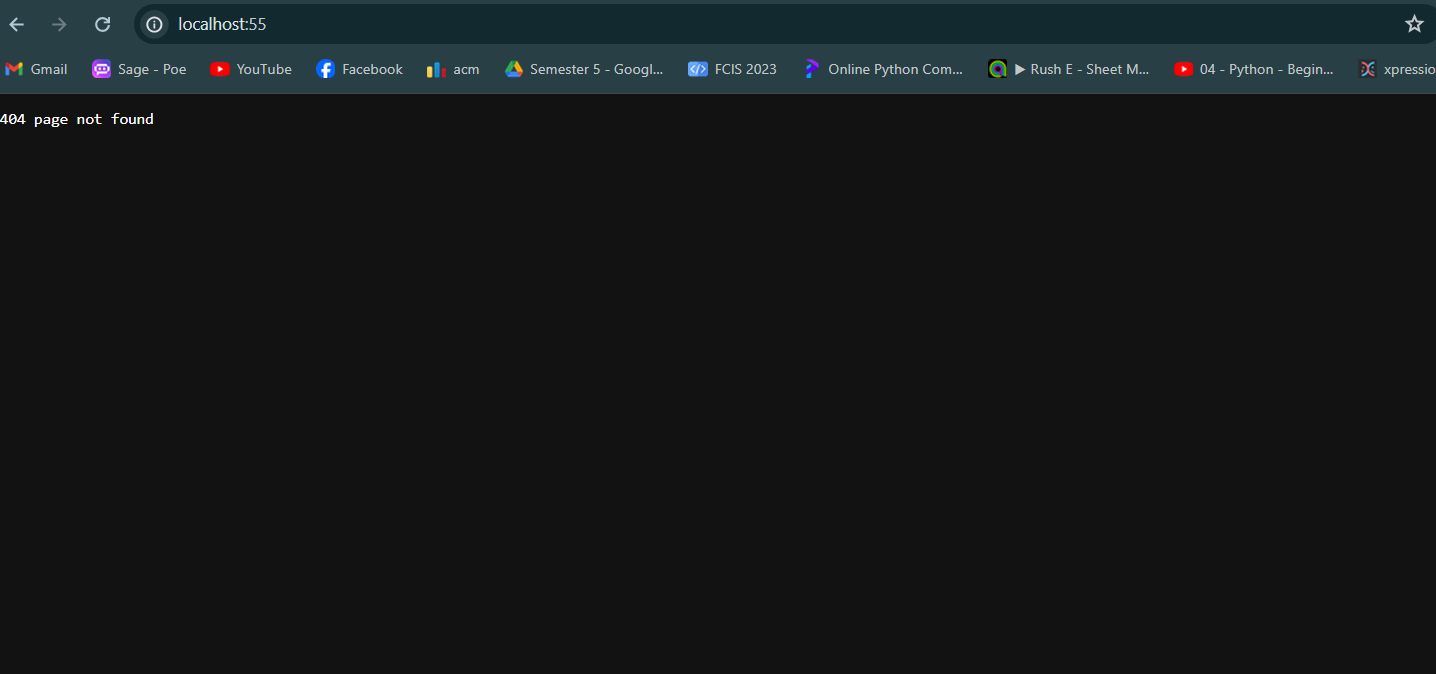 localhost:55
Gmail Sage - Poe YouTube Facebook acm Semester 5 - Googl... FCIS 2023 Online Python Com... ▶ Rush E - Sheet M... 04 - Python - Begin... xpressio
404 page not found